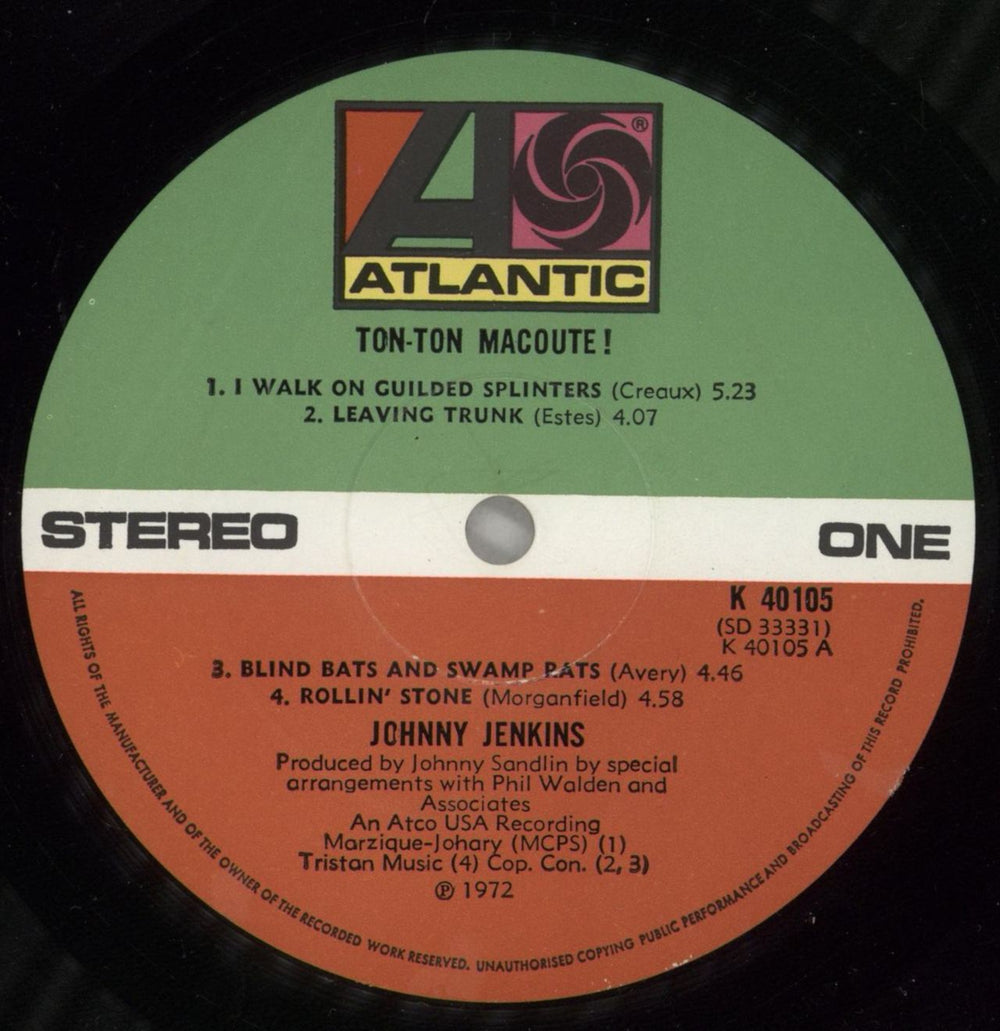 ®
ATLANTIC
TON-TON MACOUTE!
1. I WALK ON GUILDED SPLINTERS (Creaux) 5.23
2. LEAVING TRUNK (Estes) 4.07
STEREO
ONE
K 40105
(SD 33331)
K 40105 A
3. BLIND BATS AND SWAMP RATS (Avery) 4.46
4. ROLLIN' STONE (Morganfield) 4.58
JOHNNY JENKINS
Produced by Johnny Sandlin by special
arrangements with Phil Walden and
Associates
An Atco USA Recording
Marzique-Johary (MCPS) (1)
Tristan Music (4) Cop. Con. (2, 3)
℗ 1972
ALL RIGHTS OF THE MANUFACTURER AND OF THE OWNER OF THE RECORDED WORK RESERVED. UNAUTHORISED COPYING PUBLIC PERFORMANCE AND BROADCASTING OF THIS RECORD PROHIBITED.